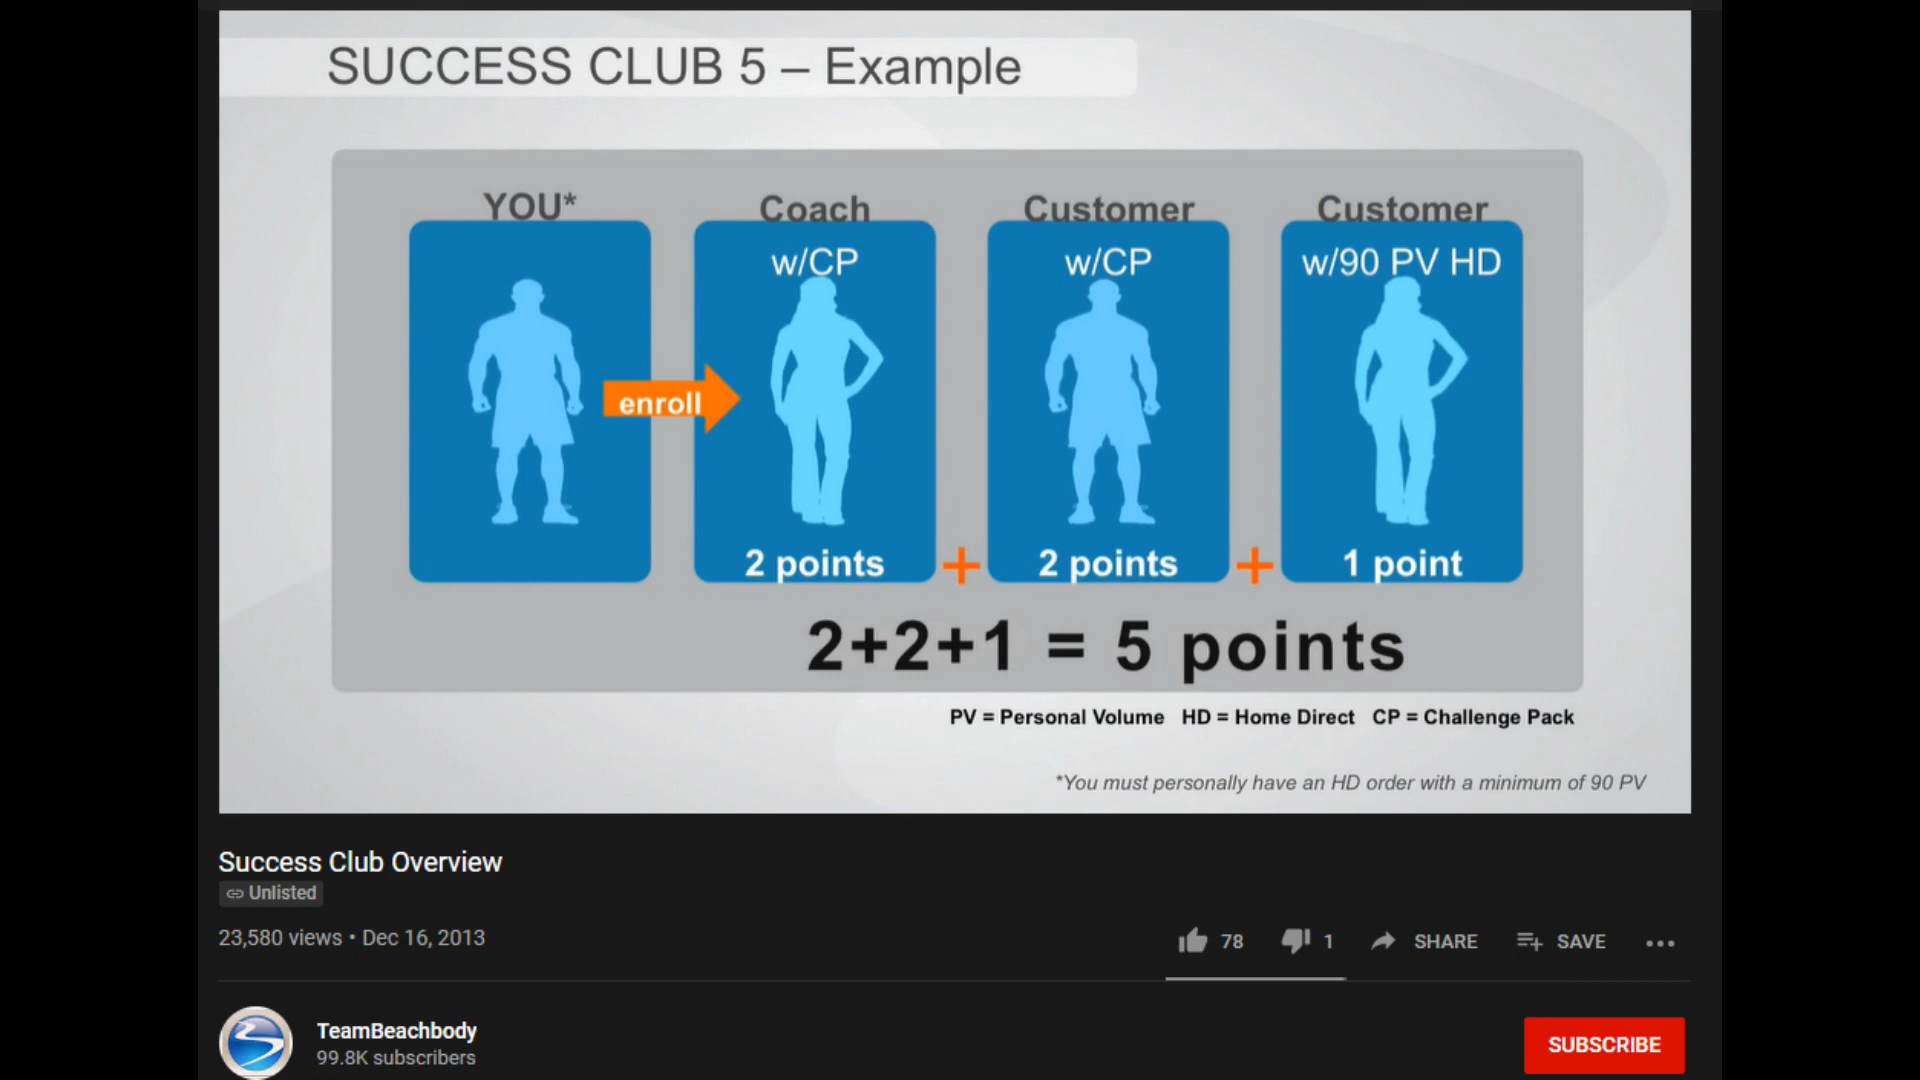 SUCCESS CLUB 5 – Example
YOU*
Coach
Customer
Customer
w/CP
w/CP
w/90 PV HD
enroll
2 points
+
2 points
+
1 point
2+2+1 = 5 points
PV = Personal Volume HD = Home Direct CP = Challenge Pack
*You must personally have an HD order with a minimum of 90 PV
Success Club Overview
Unlisted
23,580 views • Dec 16, 2013
78
1
SHARE
SAVE
TeamBeachbody
99.8K subscribers
SUBSCRIBE